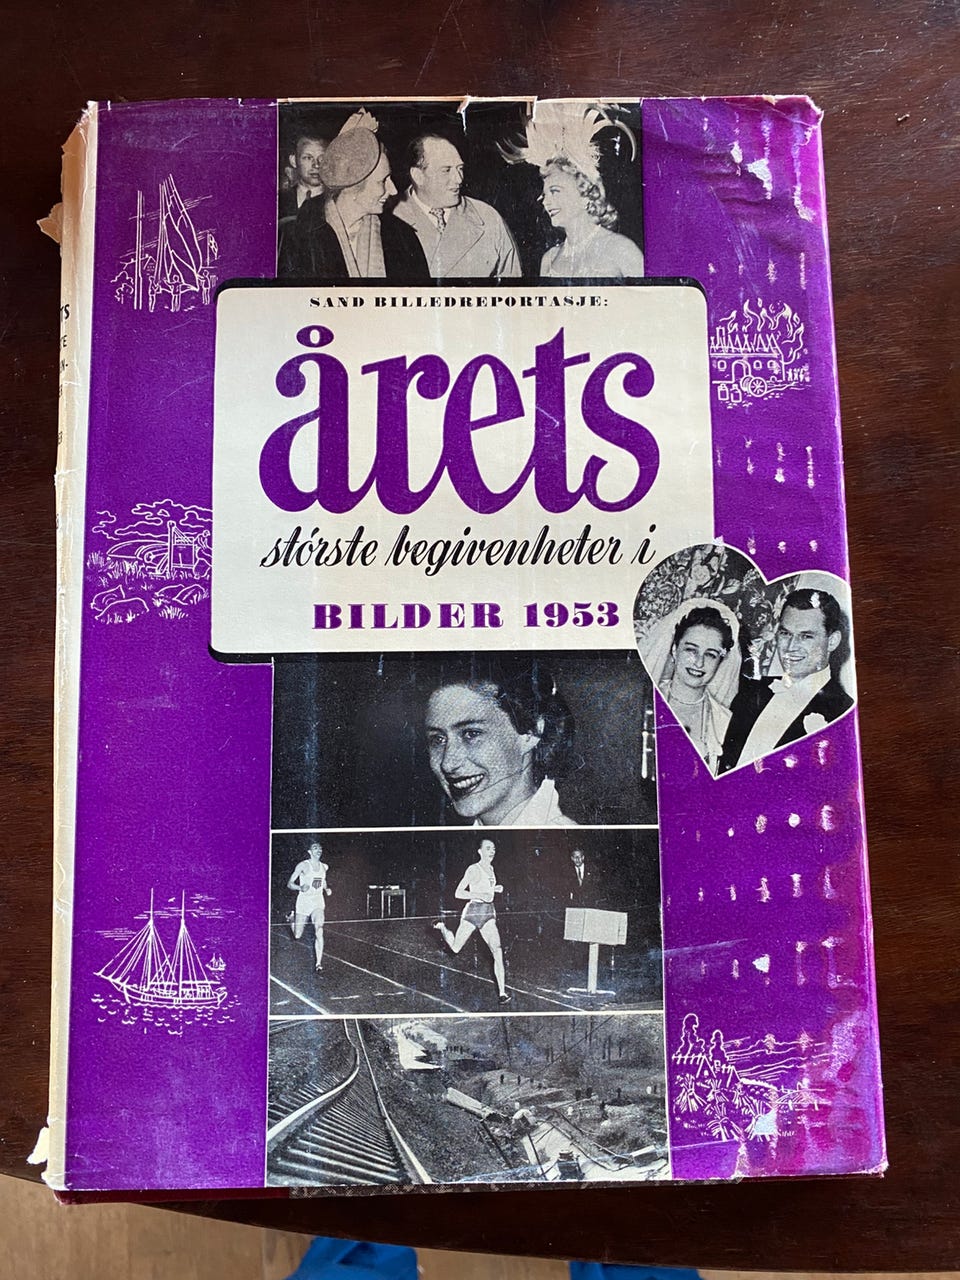 SAND BILLEDREPORTASJE:
årets
største begivenheter i
BILDER 1953